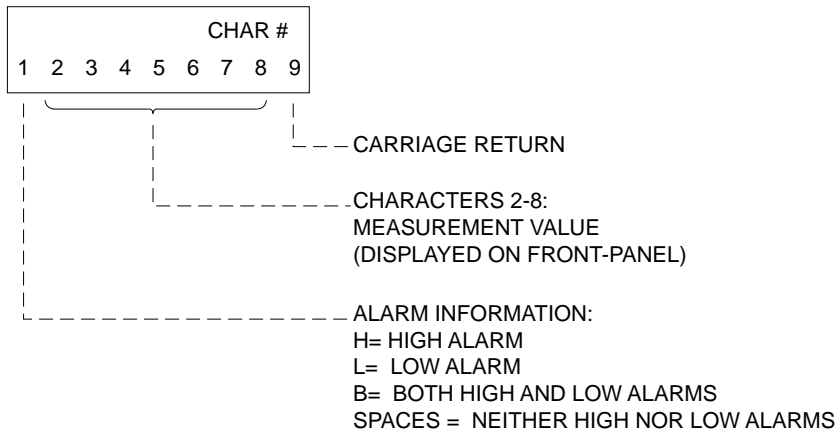 CHAR #
1 2 3 4 5 6 7 8 9
CARRIAGE RETURN
CHARACTERS 2-8:
MEASUREMENT VALUE
(DISPLAYED ON FRONT-PANEL)
ALARM INFORMATION:
H= HIGH ALARM
L= LOW ALARM
B= BOTH HIGH AND LOW ALARMS
SPACES = NEITHER HIGH NOR LOW ALARMS